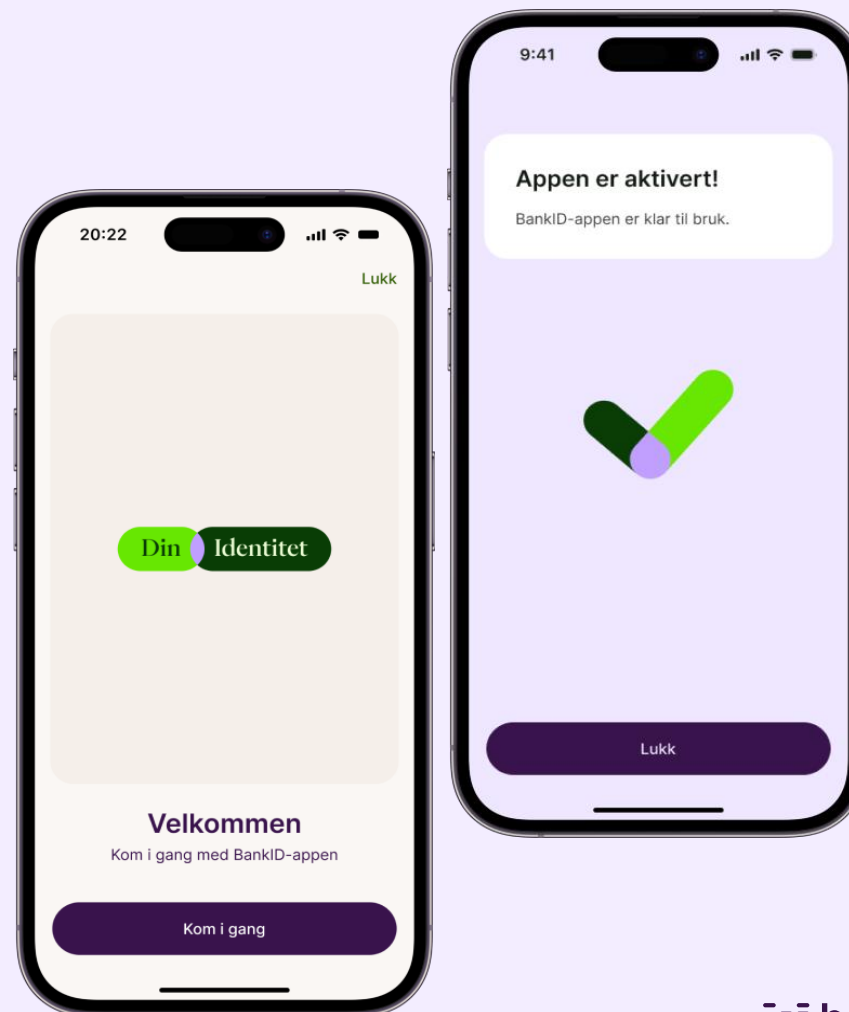 20:22
Lukk
Din Identitet
Velkommen
Kom i gang med BankID-appen
Kom i gang
9:41
Appen er aktivert!
BankID-appen er klar til bruk.
Lukk